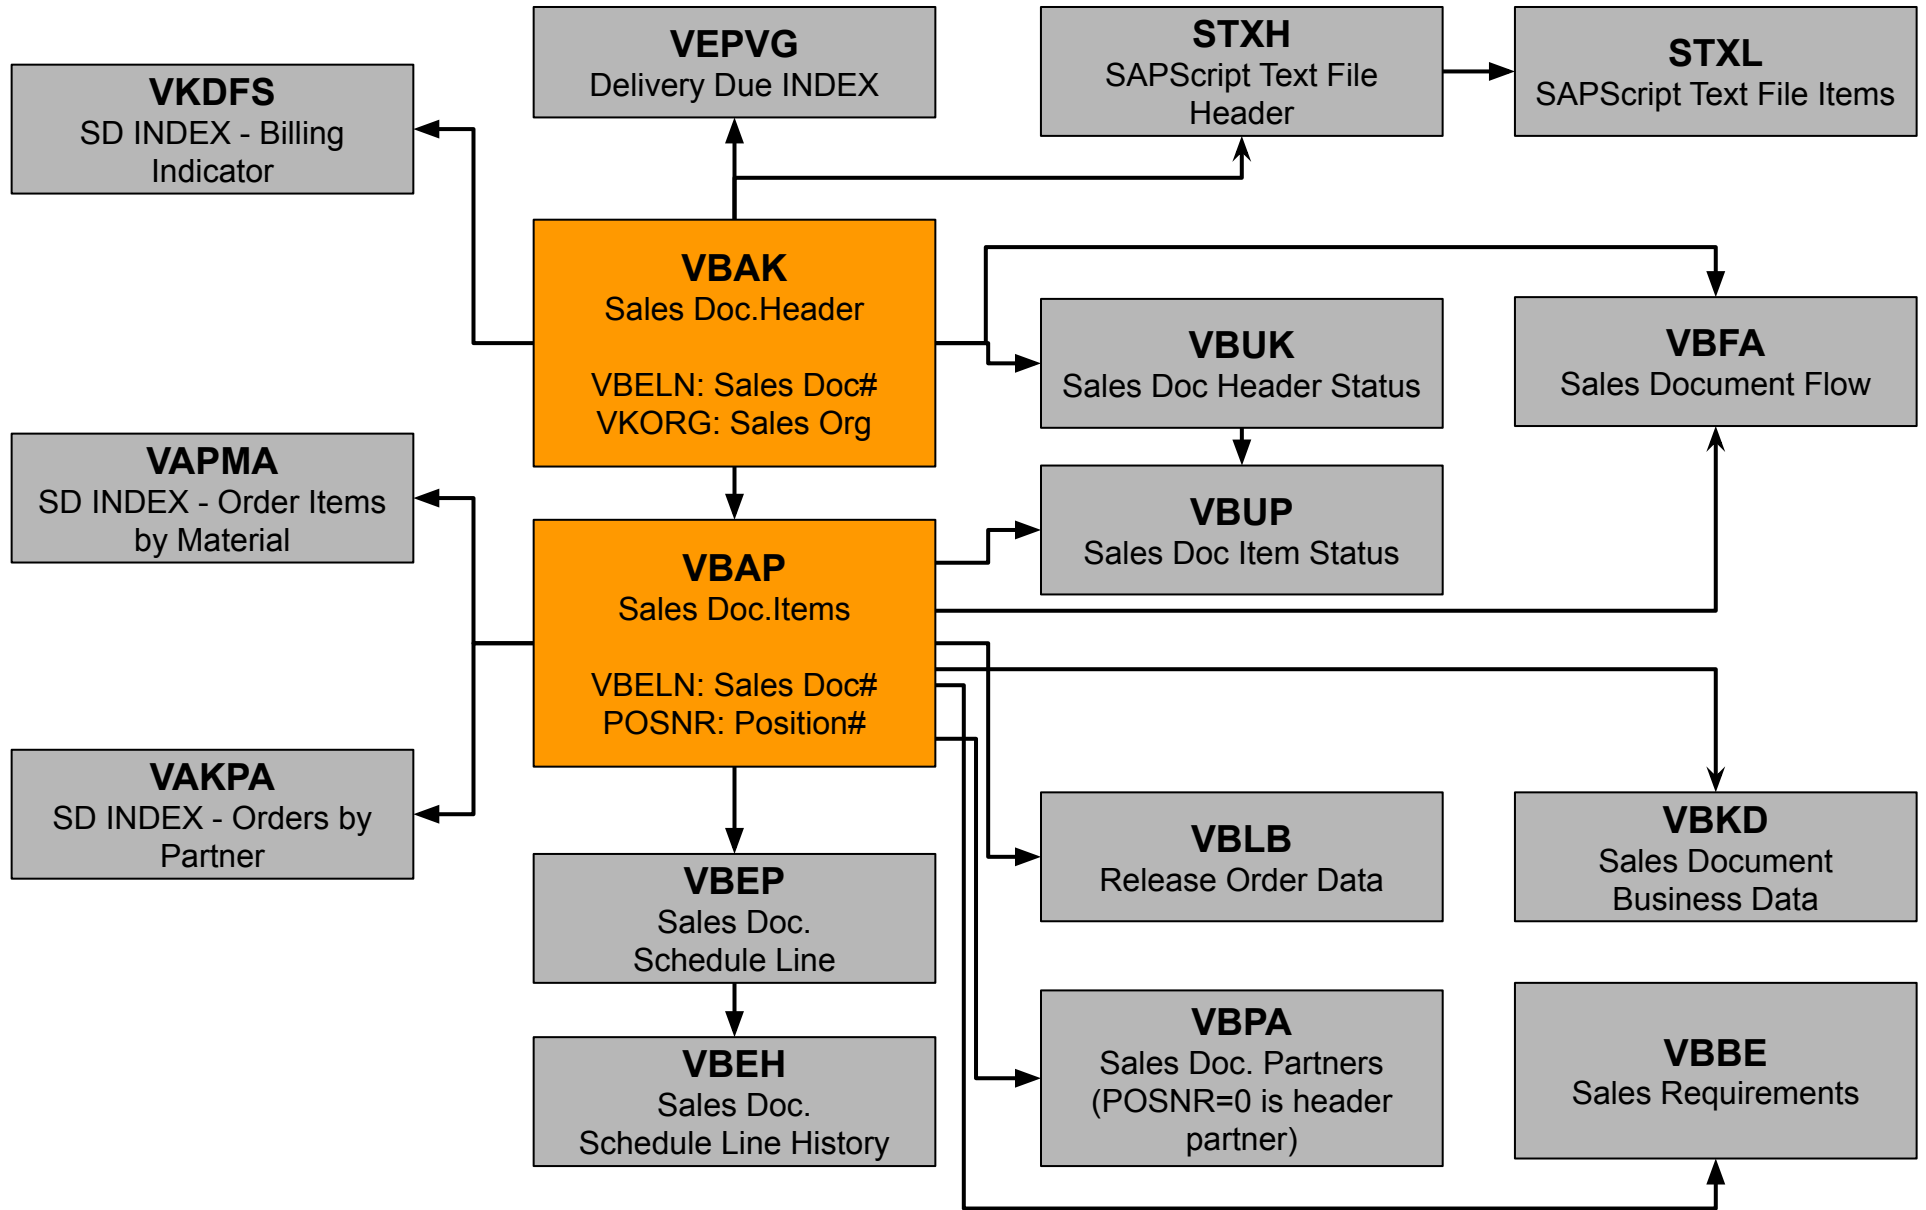 VEPVG
Delivery Due INDEX
STXH
SAPScript Text File
Header
STXL
SAPScript Text File Items
VKDFS
SD INDEX - Billing
Indicator
VBAK
Sales Doc.Header
VBELN: Sales Doc#
VKORG: Sales Org
VBUK
Sales Doc Header Status
VBFA
Sales Document Flow
VAPMA
SD INDEX - Order Items
by Material
VBUP
Sales Doc Item Status
VBAP
Sales Doc.Items
VBELN: Sales Doc#
POSNR: Position#
VAKPA
SD INDEX - Orders by
Partner
VBLB
Release Order Data
VBKD
Sales Document
Business Data
VBEP
Sales Doc.
Schedule Line
VBPA
Sales Doc. Partners
(POSNR=0 is header
partner)
VBBE
Sales Requirements
VBEH
Sales Doc.
Schedule Line History